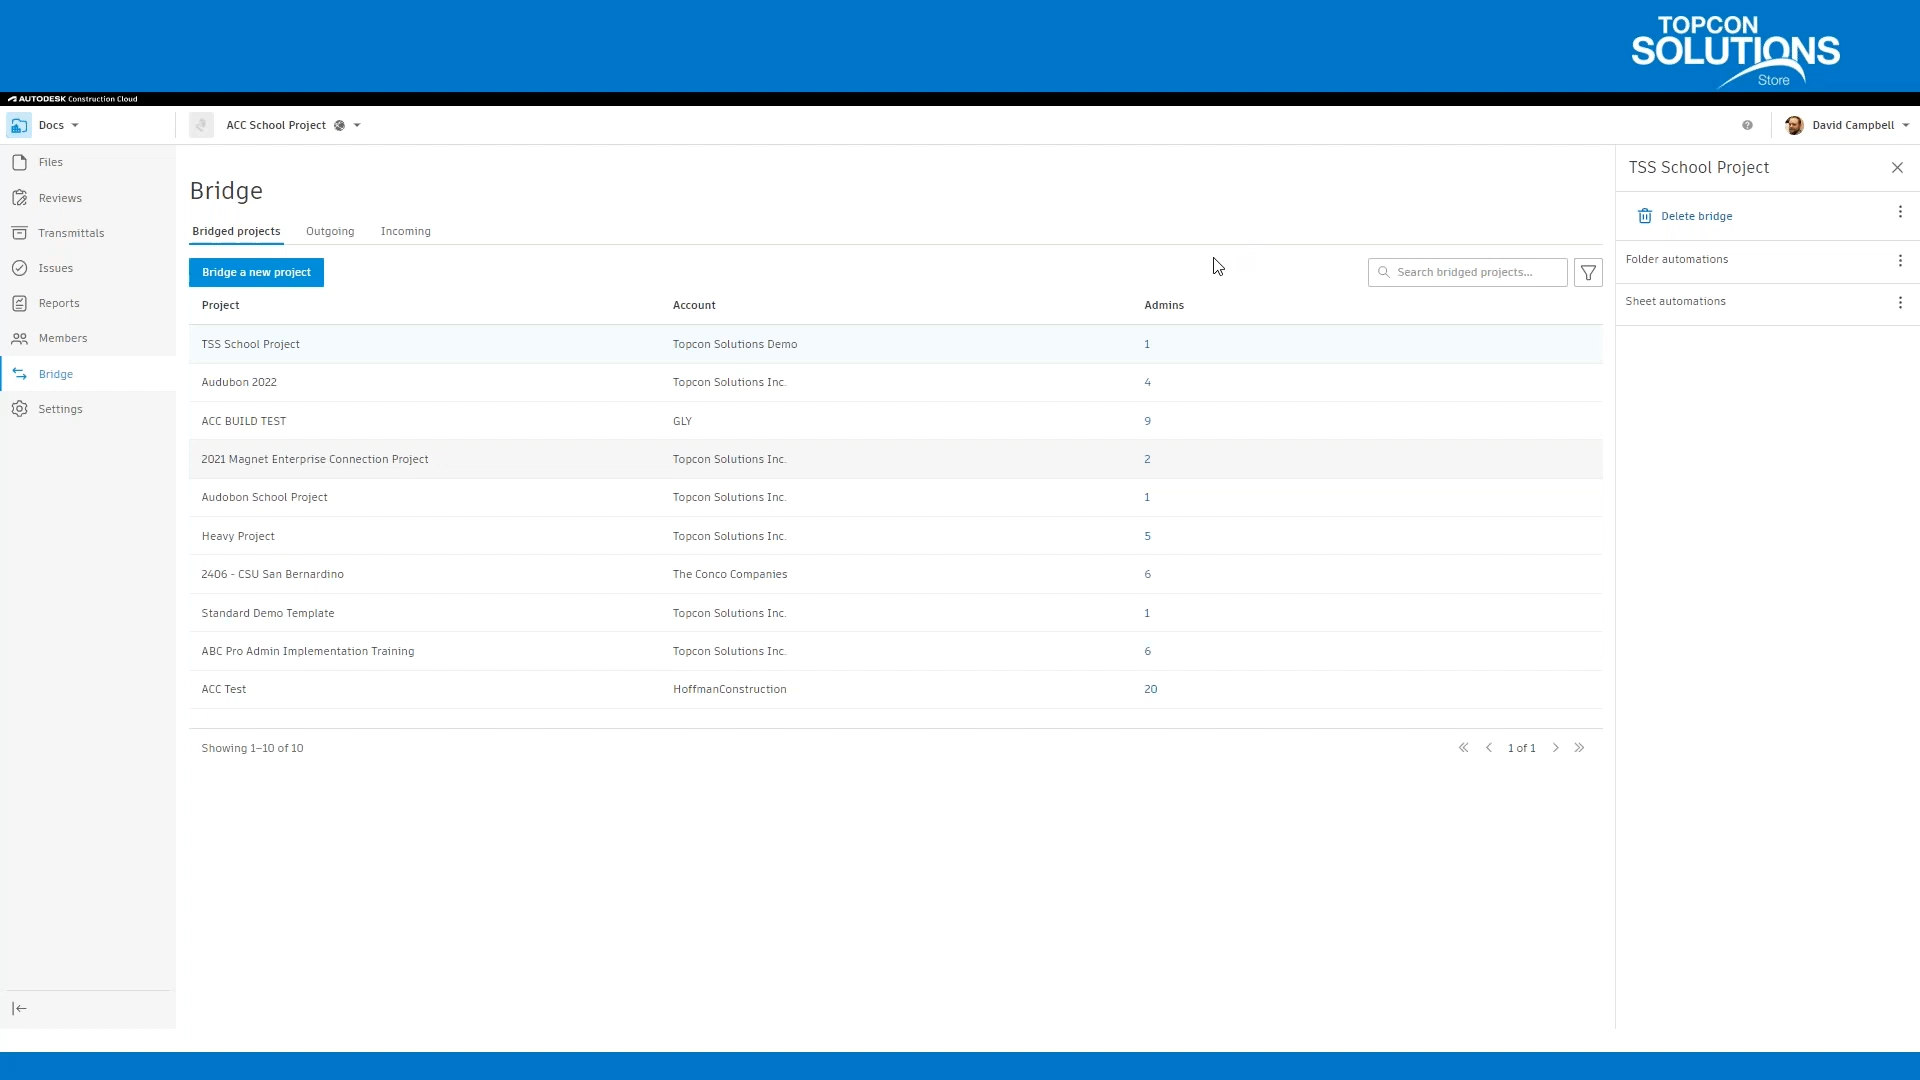 TOPCON
SOLUTIONS
Store
AUTODESK Construction Cloud
Docs
ACC School Project
David Campbell
Files
Reviews
Transmittals
Issues
Reports
Members
Bridge
Settings
Bridge
Bridged projects Outgoing Incoming
Bridge a new project
Search bridged projects...
Project Account Admins
TSS School Project Topcon Solutions Demo 1
Audubon 2022 Topcon Solutions Inc. 4
ACC BUILD TEST GLY 9
2021 Magnet Enterprise Connection Project Topcon Solutions Inc. 2
Audobon School Project Topcon Solutions Inc. 1
Heavy Project Topcon Solutions Inc. 5
2406 - CSU San Bernardino The Conco Companies 6
Standard Demo Template Topcon Solutions Inc. 1
ABC Pro Admin Implementation Training Topcon Solutions Inc. 6
ACC Test HoffmanConstruction 20
Showing 1–10 of 10
1 of 1
TSS School Project
Delete bridge
Folder automations
Sheet automations